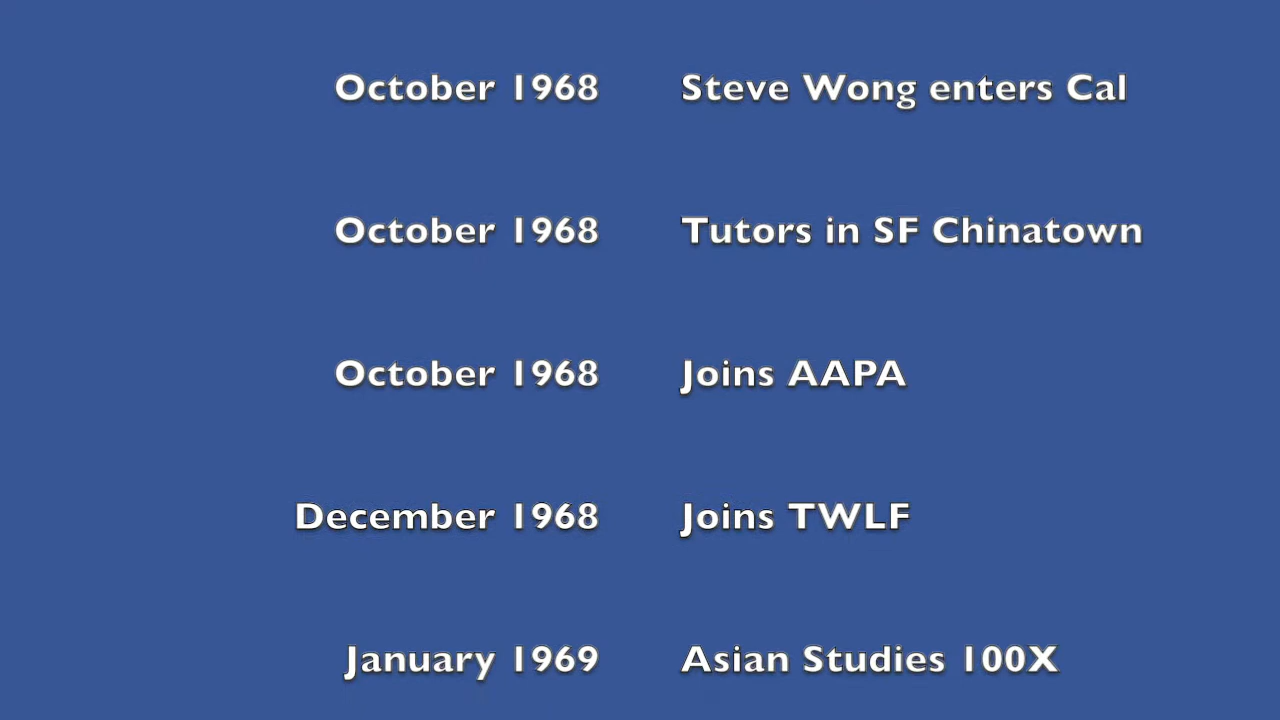 October 1968 Steve Wong enters Cal
October 1968 Tutors in SF Chinatown
October 1968 Joins AAPA
December 1968 Joins TWLF
January 1969 Asian Studies 100X